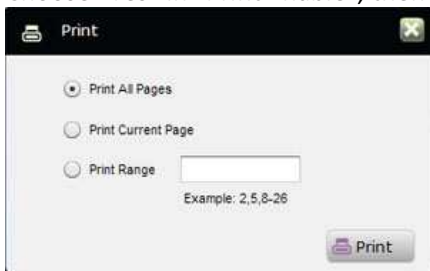 Print
Print All Pages
Print Current Page
Print Range
Example: 2,5,8-26
Print